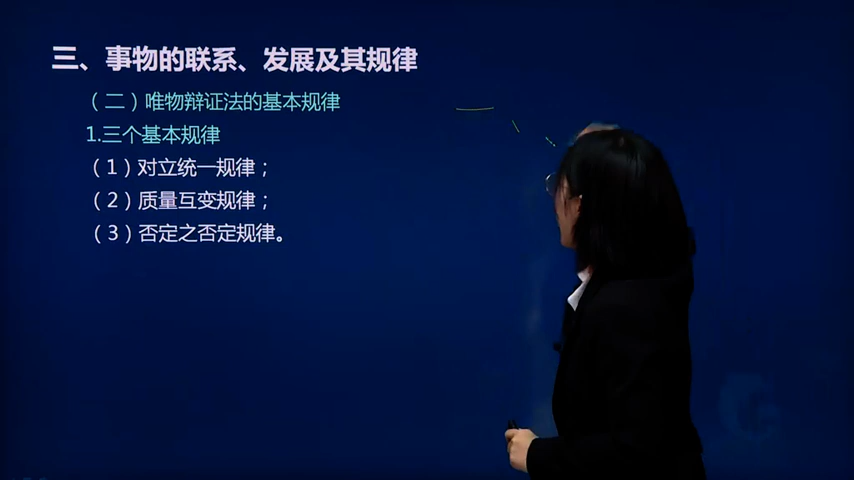 三、事物的联系、发展及其规律
（二）唯物辩证法的基本规律
1.三个基本规律
（1）对立统一规律；
（2）质量互变规律；
（3）否定之否定规律。